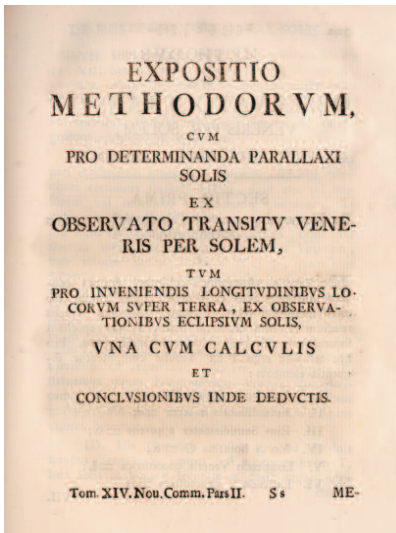 EXPOSITIO
METHODORVM,
CVM
PRO DETERMINANDA PARALLAXI
SOLIS
EX
OBSERVATO TRANSITV VENE-
RIS PER SOLEM,
TVM
PRO INVENIENDIS LONGITVDINIBVS LO-
CORVM SVPER TERRA, EX OBSERVA-
TIONIBVS ECLIPSIVM SOLIS,
VNA CVM CALCVLIS
ET
CONCLVSIONIBVS INDE DEDVCTIS.
Tom. XIV. Nou. Comm. Pars II. S s ME-